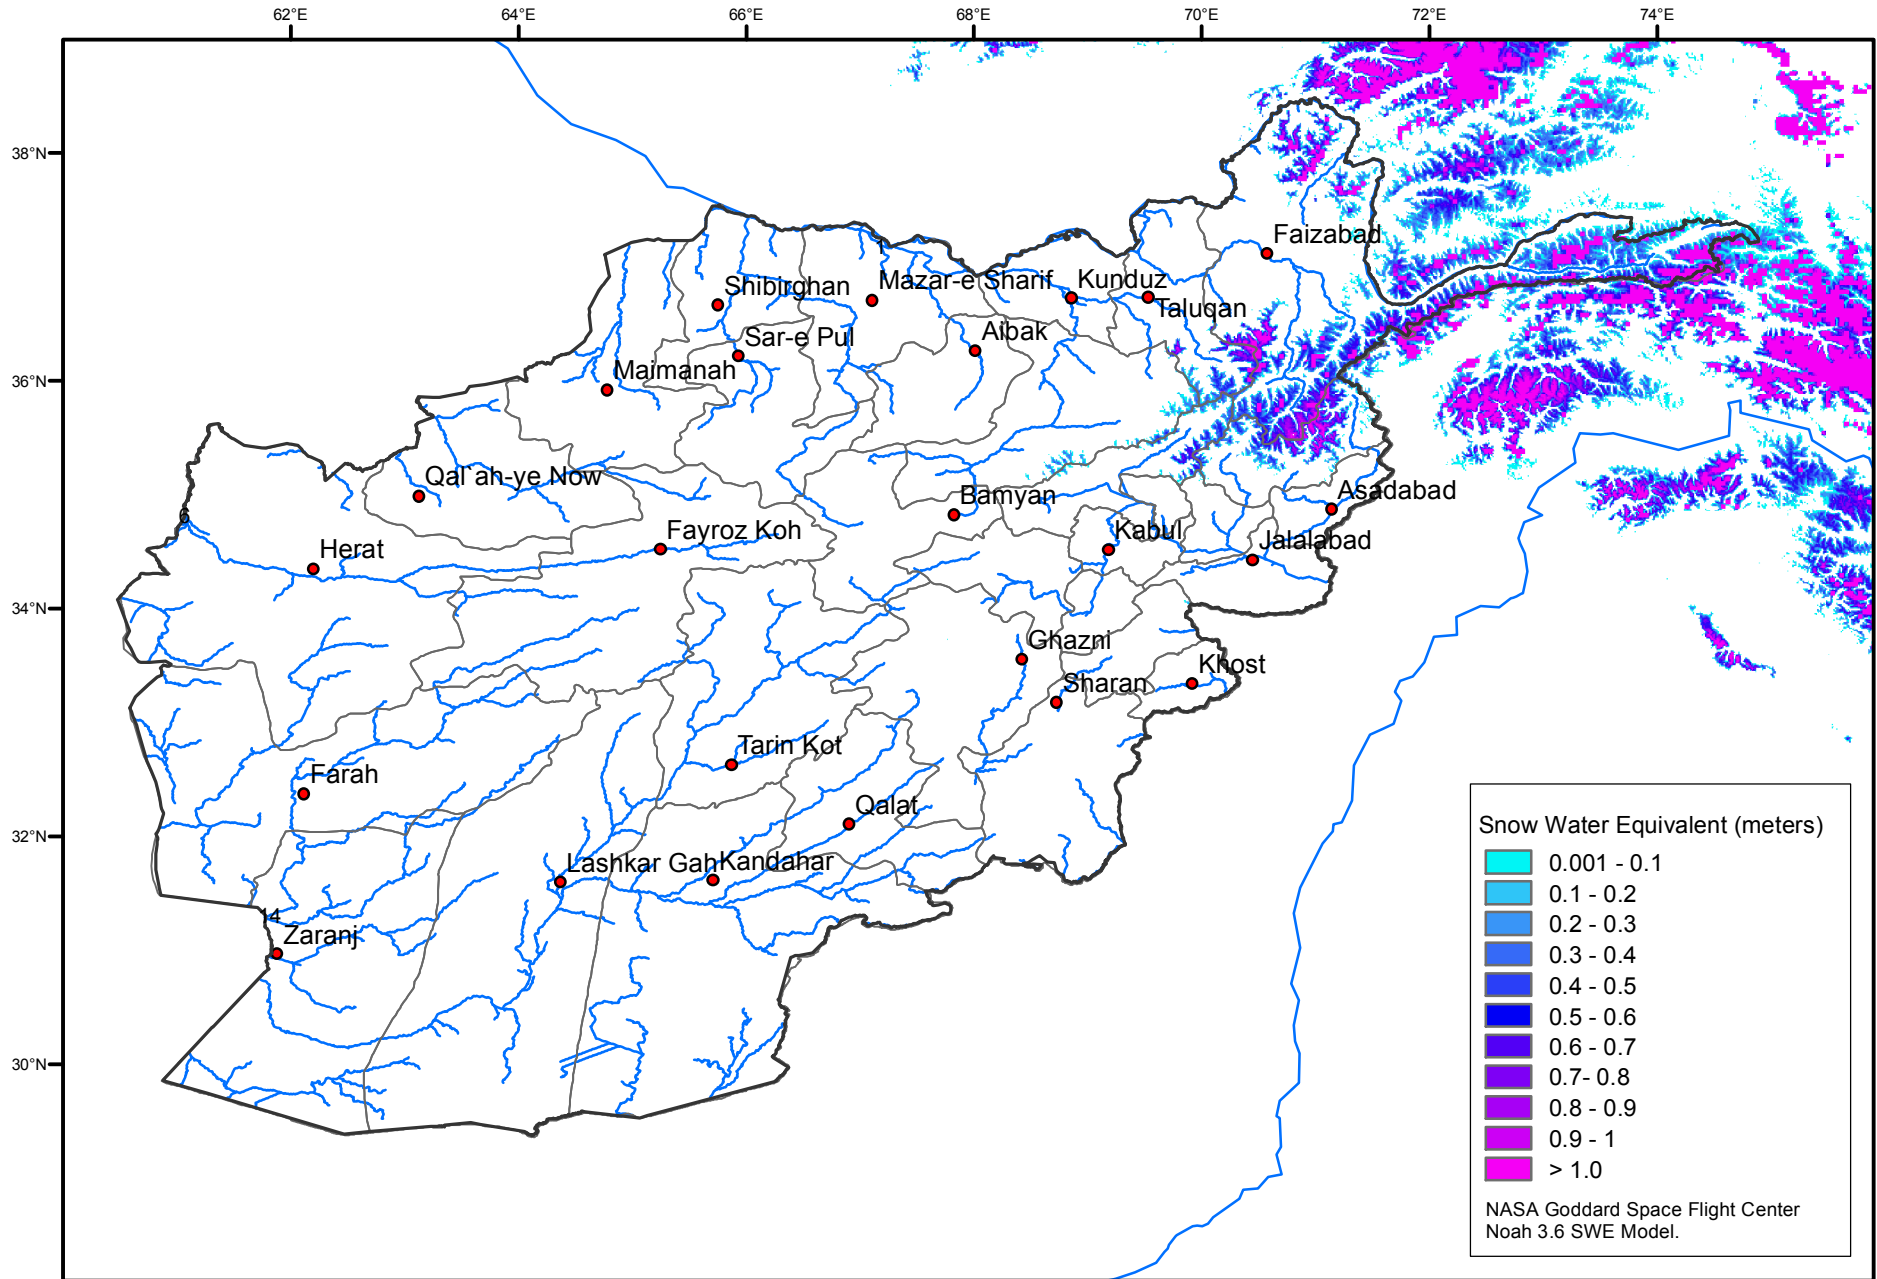 62°E 64°E 66°E 68°E 70°E 72°E 74°E
38°N
Faizabad
1
Shibirghan
Mazar-e Sharif
Kunduz
Taluqan
Sar-e Pul
Aibak
36°N
Maimanah
Qal`ah-ye Now
Bamyan
Asadabad
6
Herat
Fayroz Koh
Kabul
Jalalabad
34°N
Ghazni
Khost
Sharan
Tarin Kot
Farah
Qalat
32°N
Lashkar Gah
Kandahar
14
Zaranj
30°N
Snow Water Equivalent (meters)
0.001 - 0.1
0.1 - 0.2
0.2 - 0.3
0.3 - 0.4
0.4 - 0.5
0.5 - 0.6
0.6 - 0.7
0.7- 0.8
0.8 - 0.9
0.9 - 1
> 1.0
NASA Goddard Space Flight Center
Noah 3.6 SWE Model.